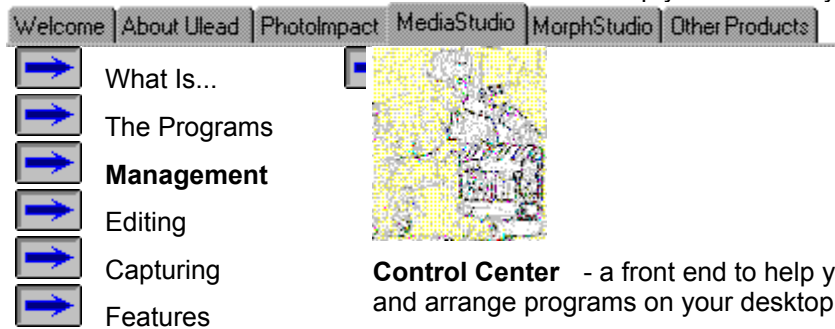 Welcome About Ulead PhotoImpact MediaStudio MorphStudio Other Products
What Is...
The Programs
Management
Editing
Capturing
Features
Control Center - a front end to help
and arrange programs on your desktop